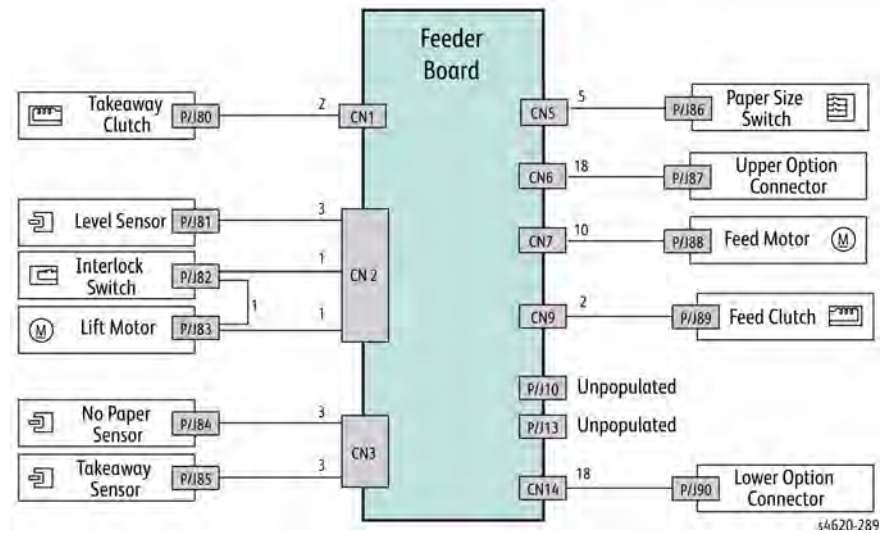 Feeder
Board
Takeaway
Clutch
P/J80
2
CN1
Level Sensor
P/J81
3
Interlock
Switch
P/J82
1
CN 2
1
Lift Motor
P/J83
1
M
No Paper
Sensor
P/J84
3
CN3
Takeaway
Sensor
P/J85
3
CN5
5
P/J86
Paper Size
Switch
CN6
18
P/J87
Upper Option
Connector
CN7
10
P/J88
Feed Motor
M
CN9
2
P/J89
Feed Clutch
P/J10
Unpopulated
P/J13
Unpopulated
CN14
18
P/J90
Lower Option
Connector
s4620-289